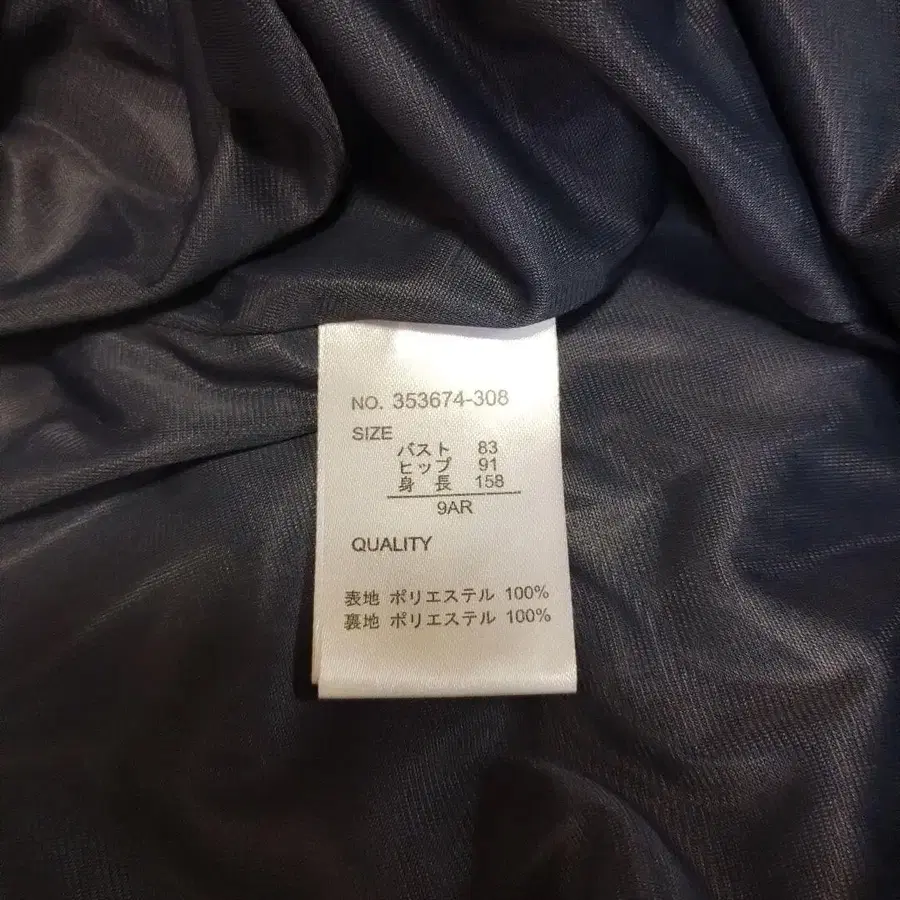 NO. 353674-308
SIZE
バスト 83
ヒップ 91
身 長 158
9AR
QUALITY
表地 ポリエステル 100%
裏地 ポリエステル 100%